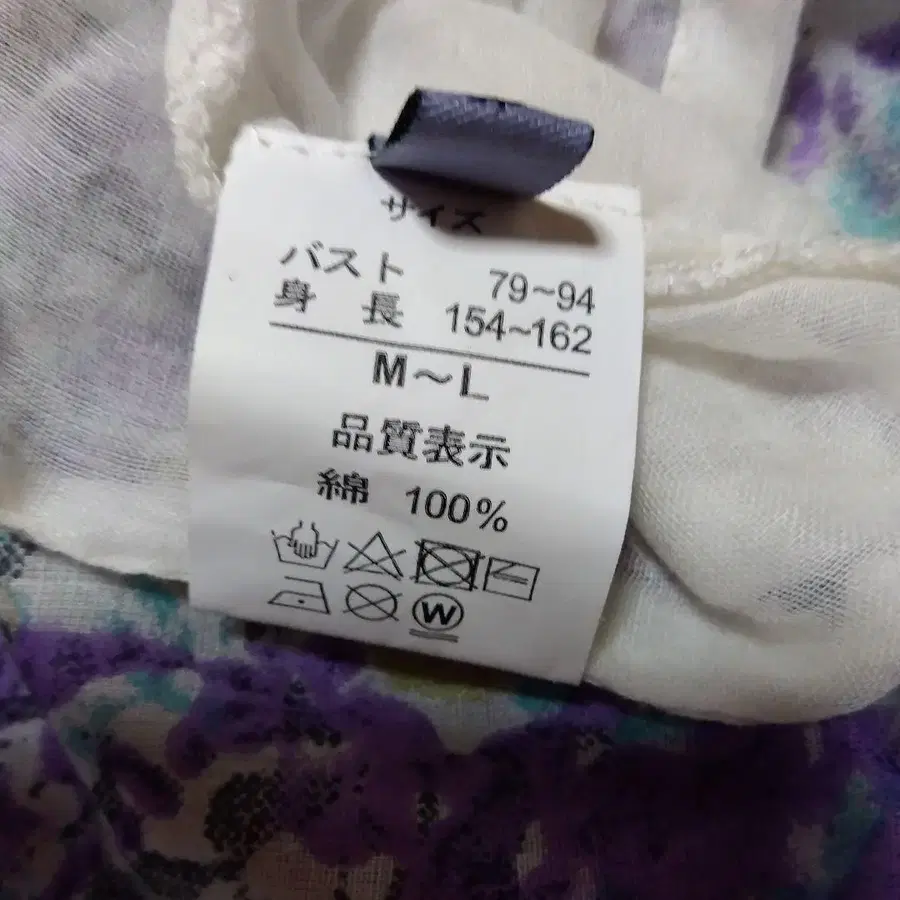 サイズ
バスト 79~94
身 長 154~162
M~L
品質表示
綿 100%
W